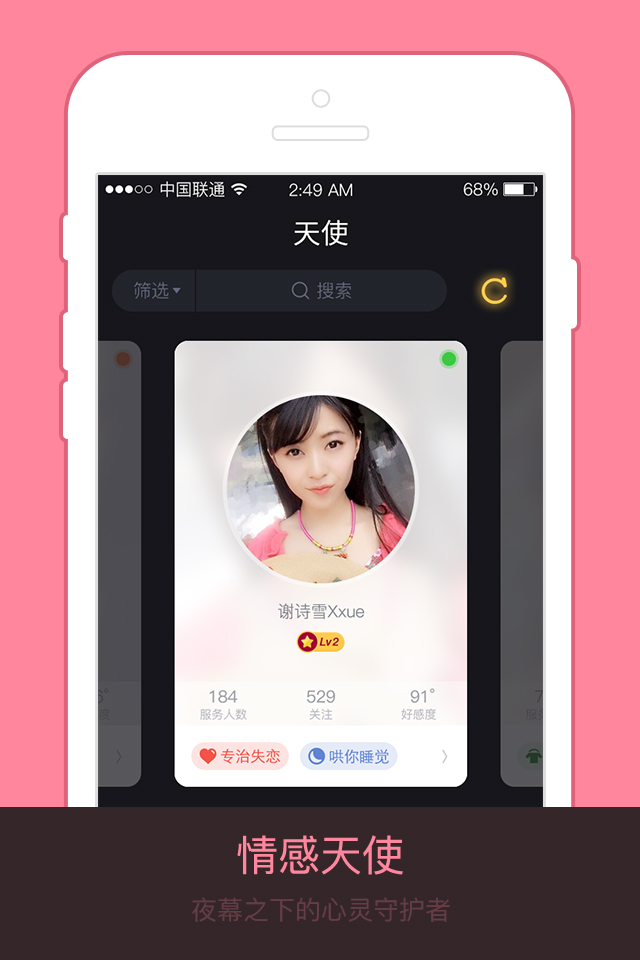 中国联通 2:49 AM 68%
天使
筛选 搜索
谢诗雪Xxue
Lv2
184 529 91°
服务人数 关注 好感度
专治失恋 哄你睡觉
情感天使
夜幕之下的心灵守护者